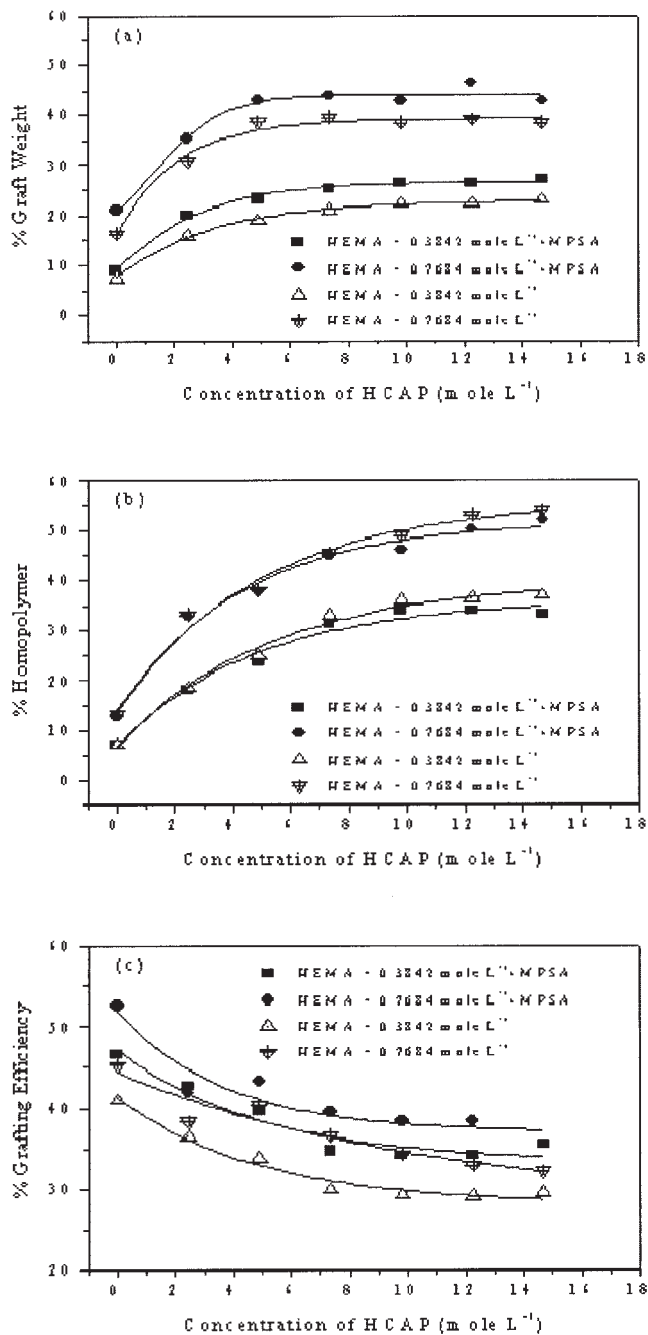 60
(a)
50
40
30
20
10
0
% Graft Weight
HEMA - 0.3842 mole L⁻¹-MPSA
HEMA - 0.7684 mole L⁻¹-MPSA
HEMA - 0.3842 mole L⁻¹
HEMA - 0.7684 mole L⁻¹
0 2 4 6 8 10 12 14 16 18
Concentration of HCAP (mole L⁻¹)
60
(b)
50
40
30
20
10
0
% Homopolymer
HEMA - 0.3842 mole L⁻¹-MPSA
HEMA - 0.7684 mole L⁻¹-MPSA
HEMA - 0.3842 mole L⁻¹
HEMA - 0.7684 mole L⁻¹
0 2 4 6 8 10 12 14 16 18
Concentration of HCAP (mole L⁻¹)
60
(c)
50
40
30
20
% Grafting Efficiency
HEMA - 0.3842 mole L⁻¹-MPSA
HEMA - 0.7684 mole L⁻¹-MPSA
HEMA - 0.3842 mole L⁻¹
HEMA - 0.7684 mole L⁻¹
0 2 4 6 8 10 12 14 16 18
Concentration of HCAP (mole L⁻¹)